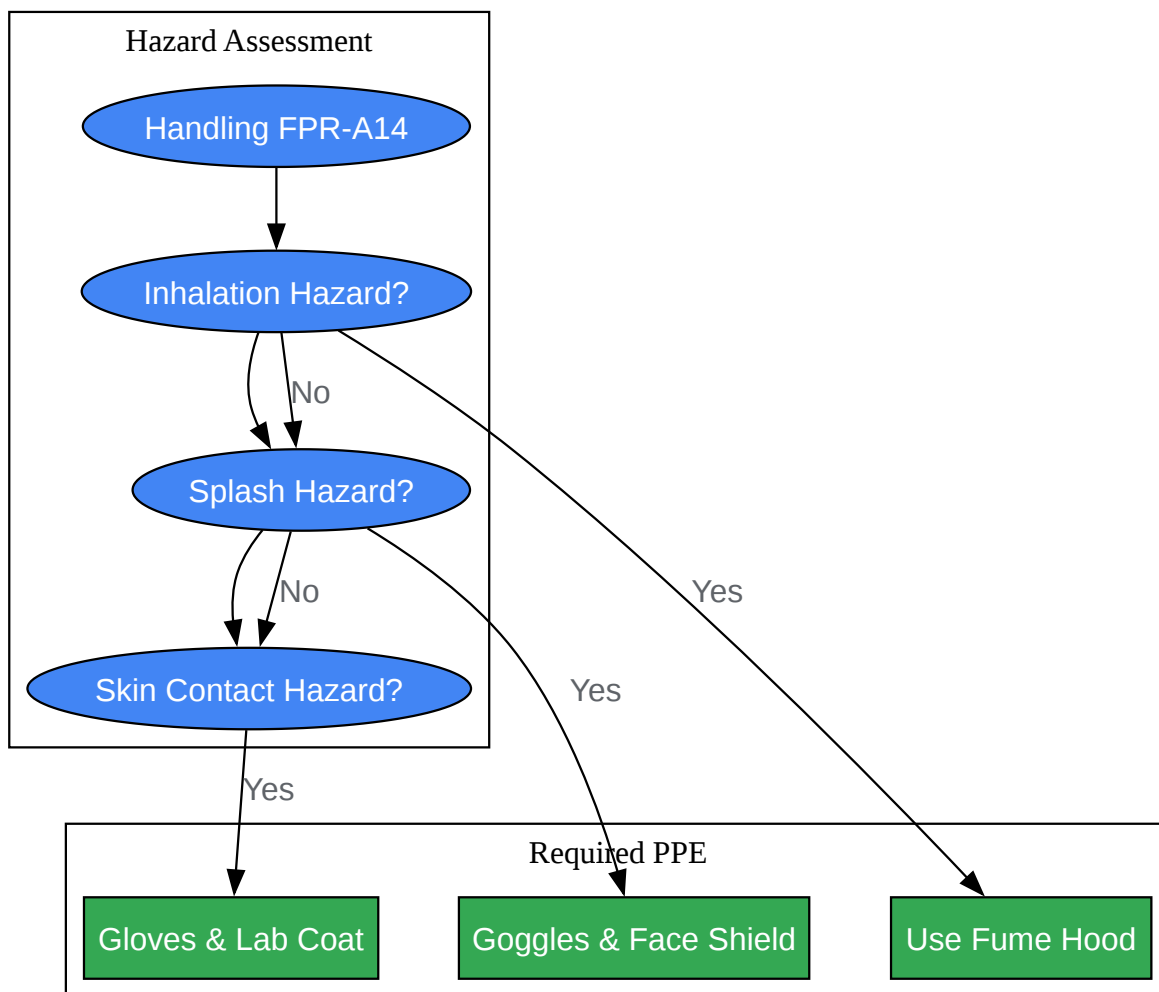 Hazard Assessment
Handling FPR-A14
Inhalation Hazard?
No
Splash Hazard?
No
Yes
Skin Contact Hazard?
Yes
Yes
Required PPE
Gloves & Lab Coat
Goggles & Face Shield
Use Fume Hood